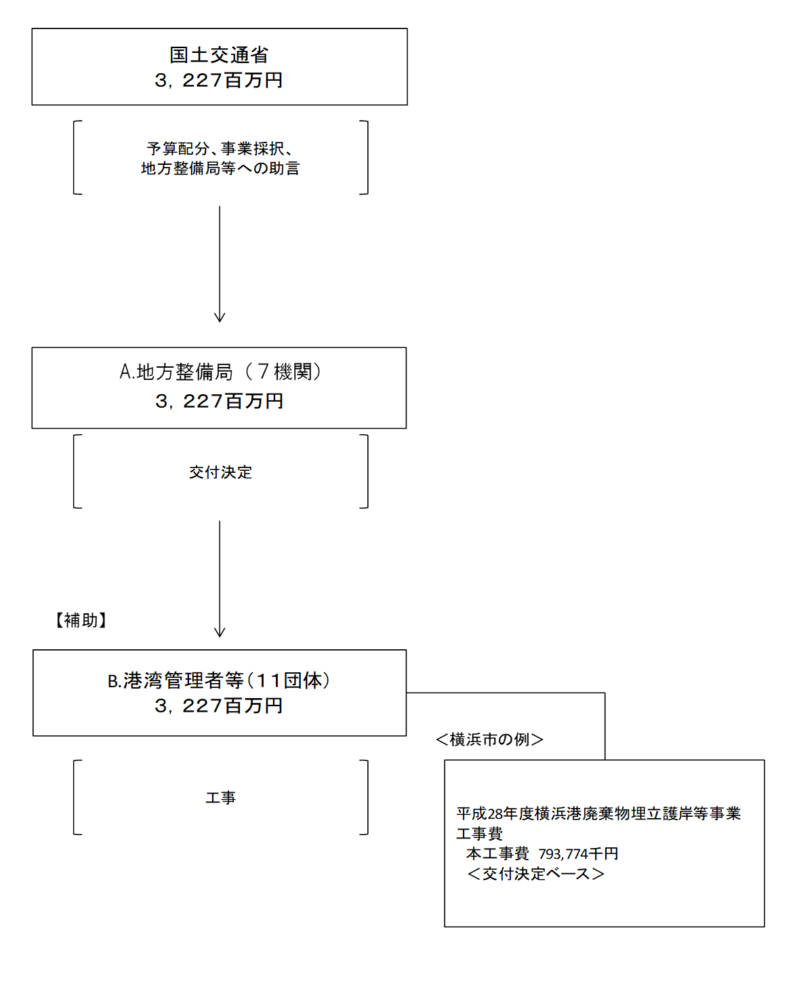 国土交通省
３，２２７百万円
予算配分、事業採択、
地方整備局等への助言
A.地方整備局（７機関）
３，２２７百万円
交付決定
【補助】
B.港湾管理者等（１１団体）
３，２２７百万円
＜横浜市の例＞
工事
平成28年度横浜港廃棄物埋立護岸等事業
工事費
本工事費　793,774千円
＜交付決定ベース＞